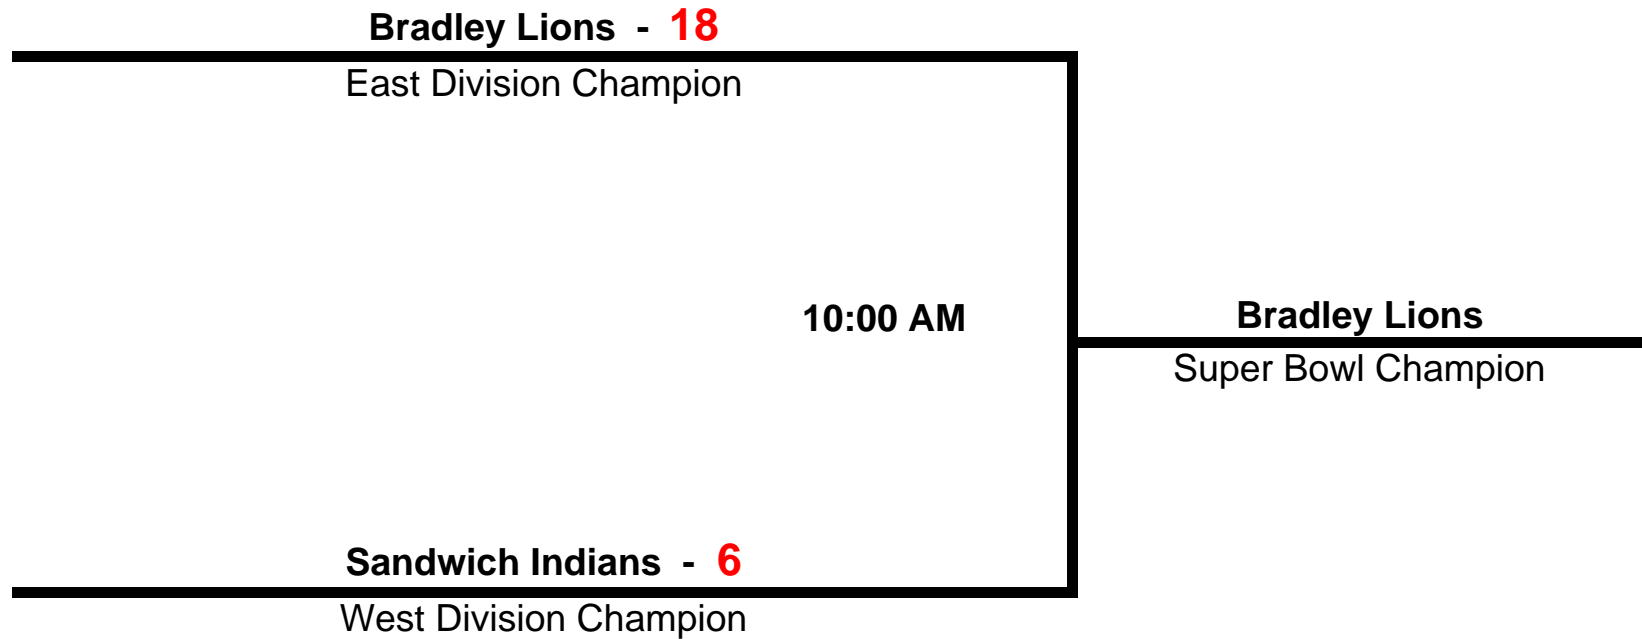 Bradley Lions - 18
East Division Champion
10:00 AM
Bradley Lions
Super Bowl Champion
Sandwich Indians - 6
West Division Champion